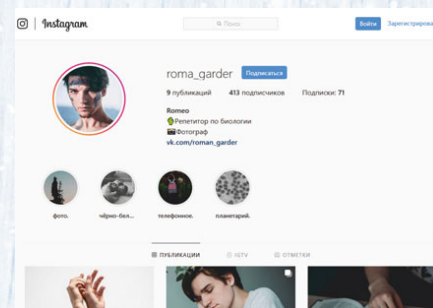 Instagram
Поиск
Войти Зарегистрирова
roma_garder Подписаться
9 публикаций 413 подписчиков Подписки: 71
Romeo
Репетитор по биологии
Фотограф
vk.com/roman_garder
фото. чёрно-бел... телефонное. планетарий.
ПУБЛИКАЦИИ IGTV ОТМЕТКИ